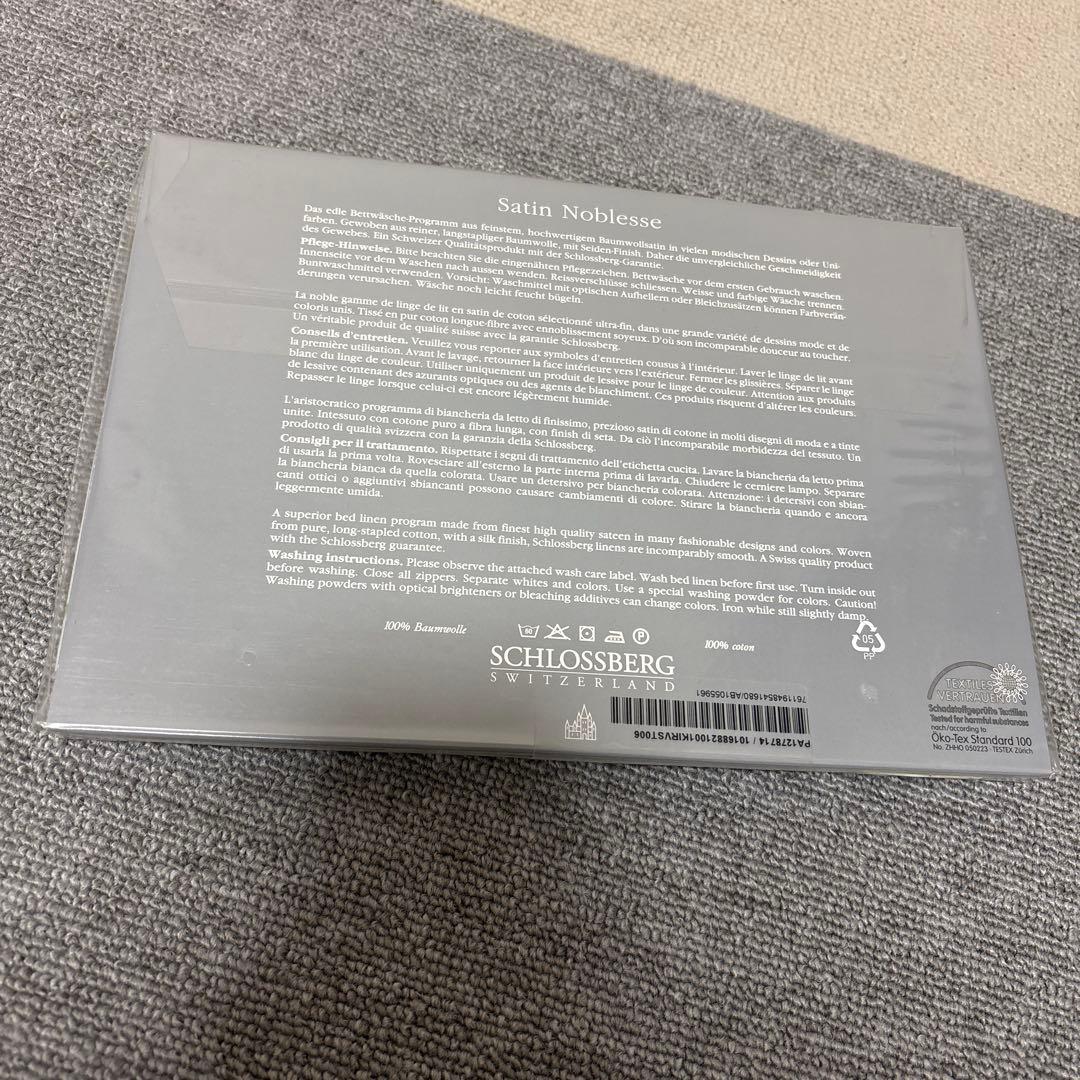 Satin Noblesse
Das edle Bettwäsche-Programm aus feinstem, hochwertigem Baumwollsatin in vielen modischen Dessins oder Uni-
farben. Gewoben aus reiner, langstapliger Baumwolle, mit Seiden-Finish. Daher die unvergleichliche Geschmeidigkeit
des Gewebes. Ein Schweizer Qualitätsprodukt mit der Schlossberg-Garantie.
Pflege-Hinweise. Bitte beachten Sie die eingenähten Pflegezeichen. Bettwäsche vor dem ersten Gebrauch waschen.
Innenseite vor dem Waschen nach aussen wenden. Reissverschlüsse schliessen. Weisse und farbige Wäsche trennen.
Buntwaschmittel verwenden. Vorsicht: Waschmittel mit optischen Aufhellern oder Bleichzusätzen können Farbverän-
derungen verursachen. Wäsche noch leicht feucht bügeln.
La noble gamme de linge de lit en satin de coton sélectionné ultra-fin, dans une grande variété de dessins mode et de
coloris unis. Tissé en pur coton longue-fibre avec ennoblissement soyeux. D'où son incomparable douceur au toucher.
Un véritable produit de qualité suisse avec la garantie Schlossberg.
Conseils d'entretien. Veuillez vous reporter aux symboles d'entretien cousus à l'intérieur. Laver le linge de lit avant
la première utilisation. Avant le lavage, retourner la face intérieure vers l'extérieur. Fermer les glissières. Séparer le linge
blanc du linge de couleur. Utiliser uniquement un produit de lessive pour le linge de couleur. Attention aux produits
de lessive contenant des azurants optiques ou des agents de blanchiment. Ces produits risquent d'altérer les couleurs.
Repasser le linge lorsque celui-ci est encore légèrement humide.
L'aristocratico programma di biancheria da letto di finissimo, prezioso satin di cotone in molti disegni di moda e a tinte
unite. Intessuto con cotone puro a fibra lunga, con finish di seta. Da ciò l'incomparabile morbidezza del tessuto. Un
prodotto di qualità svizzera con la garanzia della Schlossberg.
Consigli per il trattamento. Rispettate i segni di trattamento dell'etichetta cucita. Lavare la biancheria da letto prima
di usarla la prima volta. Rovesciare all'esterno la parte interna prima di lavarla. Chiudere le cerniere lampo. Separare
la biancheria bianca da quella colorata. Usare un detersivo per biancheria colorata. Attenzione: i detersivi con sbian-
canti ottici o aggiuntivi sbiancanti possono causare cambiamenti di colore. Stirare la biancheria quando e ancora
leggermente umida.
A superior bed linen program made from finest high quality sateen in many fashionable designs and colors. Woven
from pure, long-stapled cotton, with a silk finish, Schlossberg linens are incomparably smooth. A Swiss quality product
with the Schlossberg guarantee.
Washing instructions. Please observe the attached wash care label. Wash bed linen before first use. Turn inside out
before washing. Close all zippers. Separate whites and colors. Use a special washing powder for colors. Caution!
Washing powders with optical brighteners or bleaching additives can change colors. Iron while still slightly damp.
100% Baumwolle
60
P
100% coton
05
PP
SCHLOSSBERG
SWITZERLAND
7611948541680/AB1055961
PA1278714 / 10168821001KIRVST006
TEXTILES
VERTRAUEN
Schadstoffgeprüfte Textilien
Tested for harmful substances
nach/according to
Öko-Tex Standard 100
No. ZHHO 050223 · TESTEX Zürich